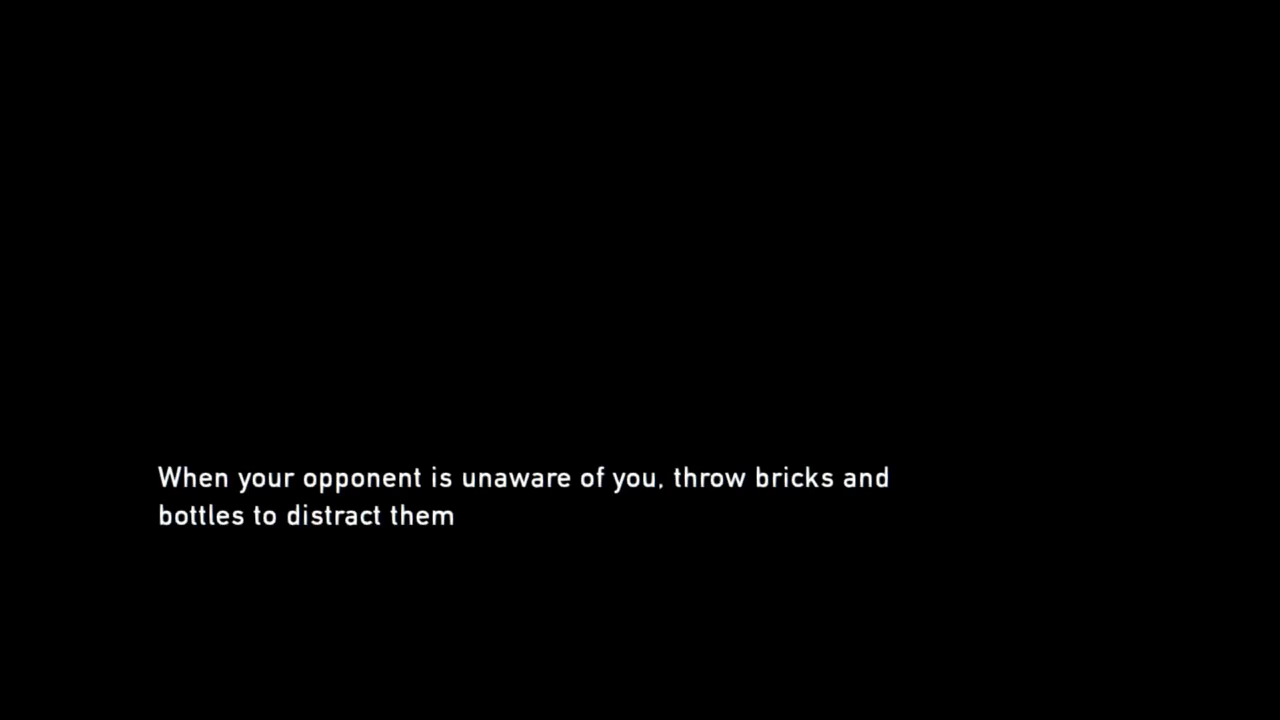 When your opponent is unaware of you, throw bricks and
bottles to distract them